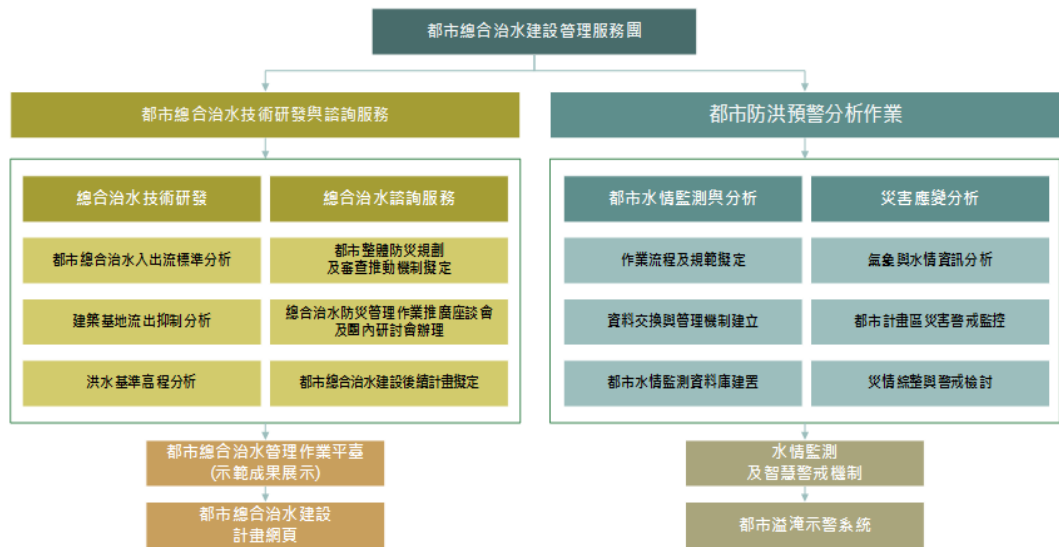 都市總合治水建設管理服務團
都市總合治水技術研發與諮詢服務
總合治水技術研發
都市總合治水入出流標準分析
建築基地流出抑制分析
洪水基準高程分析
總合治水諮詢服務
都市整體防災規劃
及審查推動機制擬定
總合治水防災管理作業推廣座談會
及團內研討會辦理
都市總合治水建設後續計畫擬定
都市總合治水管理作業平臺
(示範成果展示)
都市總合治水建設
計畫網頁
都市防洪預警分析作業
都市水情監測與分析
作業流程及規範擬定
資料交換與管理機制建立
都市水情監測資料庫建置
災害應變分析
氣象與水情資訊分析
都市計畫區災害警戒監控
災情綜整與警戒檢討
水情監測
及智慧警戒機制
都市溢淹示警系統